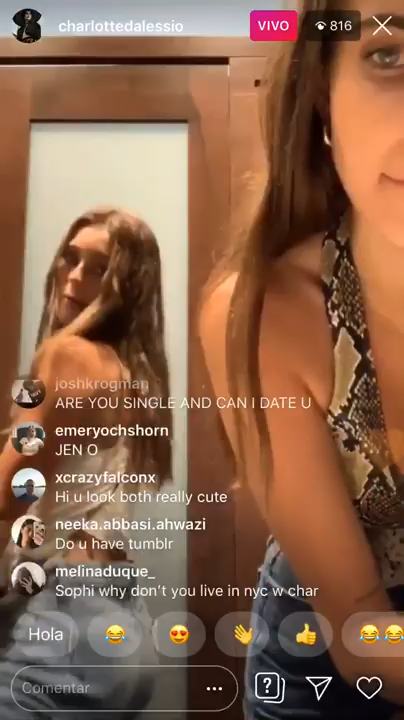 charlottedalessio
VIVO
816
joshkrogman
ARE YOU SINGLE AND CAN I DATE U
emeryochshorn
JEN O
xcrazyfalconx
Hi u look both really cute
neeka.abbasi.ahwazi
Do u have tumblr
melinaduque_
Sophi why don't you live in nyc w char
Hola
Comentar